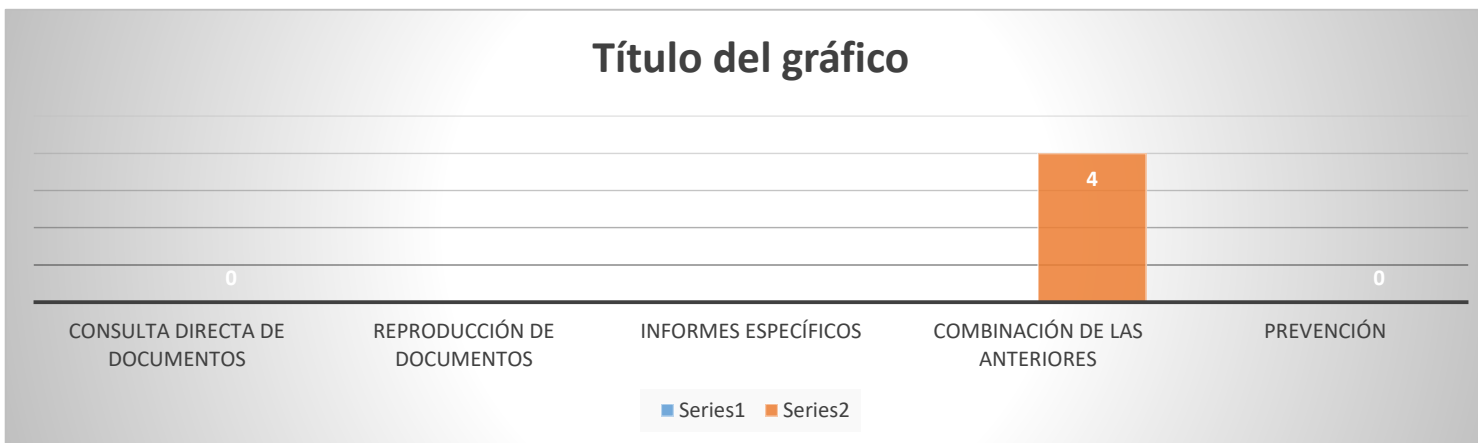 Título del gráfico
4
0
0
CONSULTA DIRECTA DE
DOCUMENTOS
REPRODUCCIÓN DE
DOCUMENTOS
INFORMES ESPECÍFICOS
COMBINACIÓN DE LAS
ANTERIORES
PREVENCIÓN
Series1
Series2